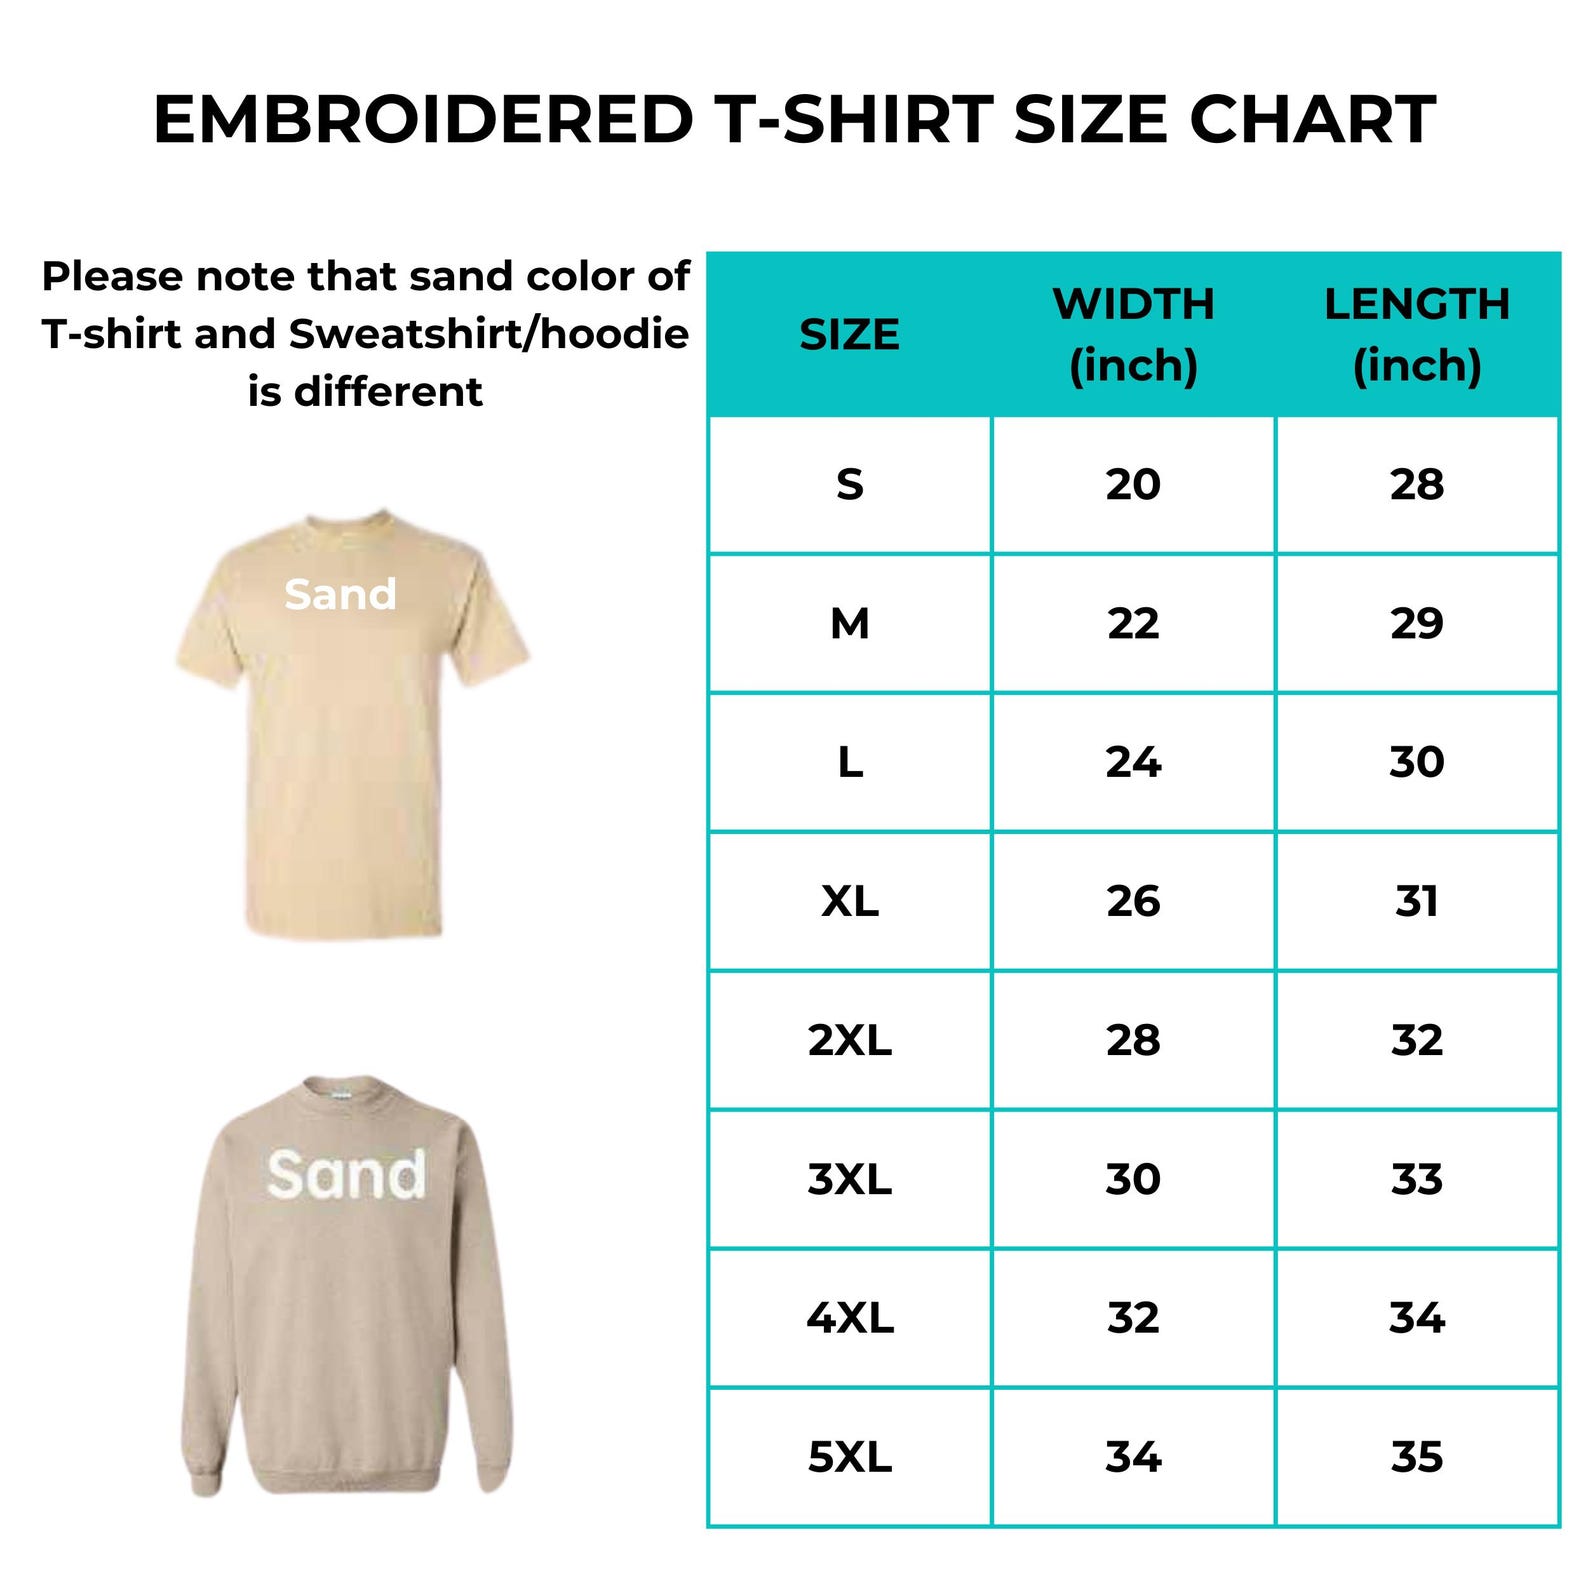 EMBROIDERED T-SHIRT SIZE CHART
Please note that sand color of
T-shirt and Sweatshirt/hoodie
is different
Sand
Sand
SIZE WIDTH (inch) LENGTH (inch)
S 20 28
M 22 29
L 24 30
XL 26 31
2XL 28 32
3XL 30 33
4XL 32 34
5XL 34 35